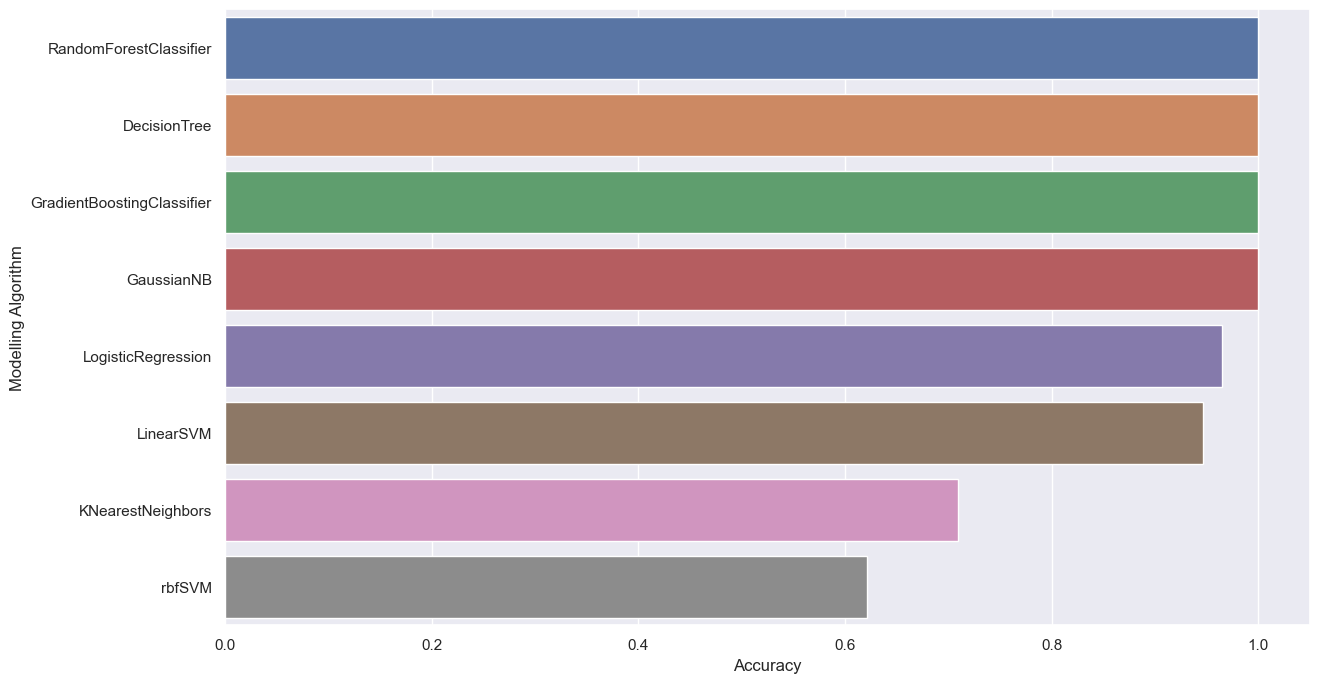 RandomForestClassifier
DecisionTree
GradientBoostingClassifier
GaussianNB
LogisticRegression
LinearSVM
KNearestNeighbors
rbfSVM
Modelling Algorithm
0.0 0.2 0.4 0.6 0.8 1.0
Accuracy